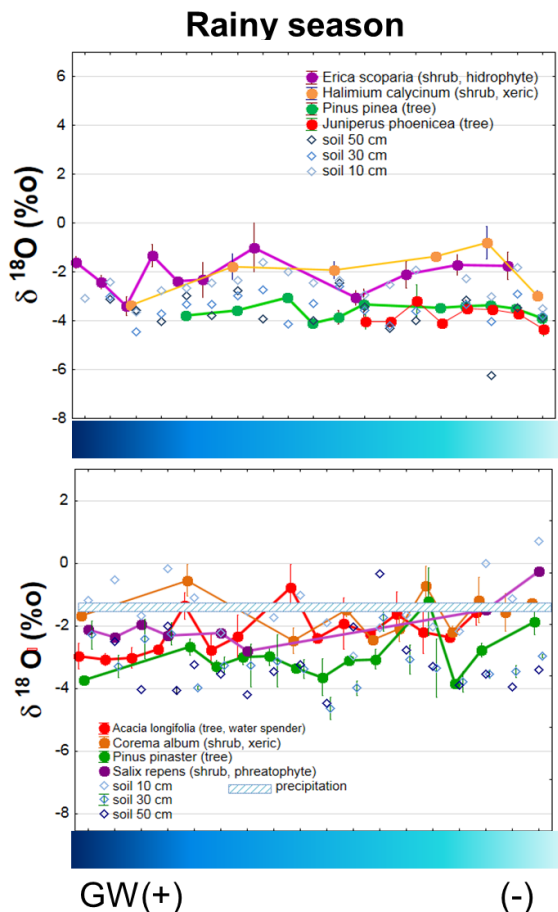 Rainy season
δ 18O (%o)
6
4
2
0
-2
-4
-6
-8
Erica scoparia (shrub, hidrophyte)
Halimium calycinum (shrub, xeric)
Pinus pinea (tree)
Juniperus phoenicea (tree)
soil 50 cm
soil 30 cm
soil 10 cm
δ 18O (%o)
2
0
-2
-4
-6
-8
Acacia longifolia (tree, water spender)
Corema album (shrub, xeric)
Pinus pinaster (tree)
Salix repens (shrub, phreatophyte)
soil 10 cm
soil 30 cm
soil 50 cm
precipitation
GW(+) (-)